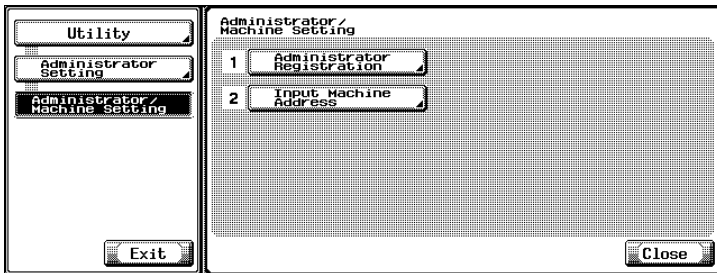 Utility
Administrator
Setting
Administrator/
Machine Setting
Exit
Administrator/
Machine Setting
1 Administrator
Registration
2 Input Machine
Address
Close